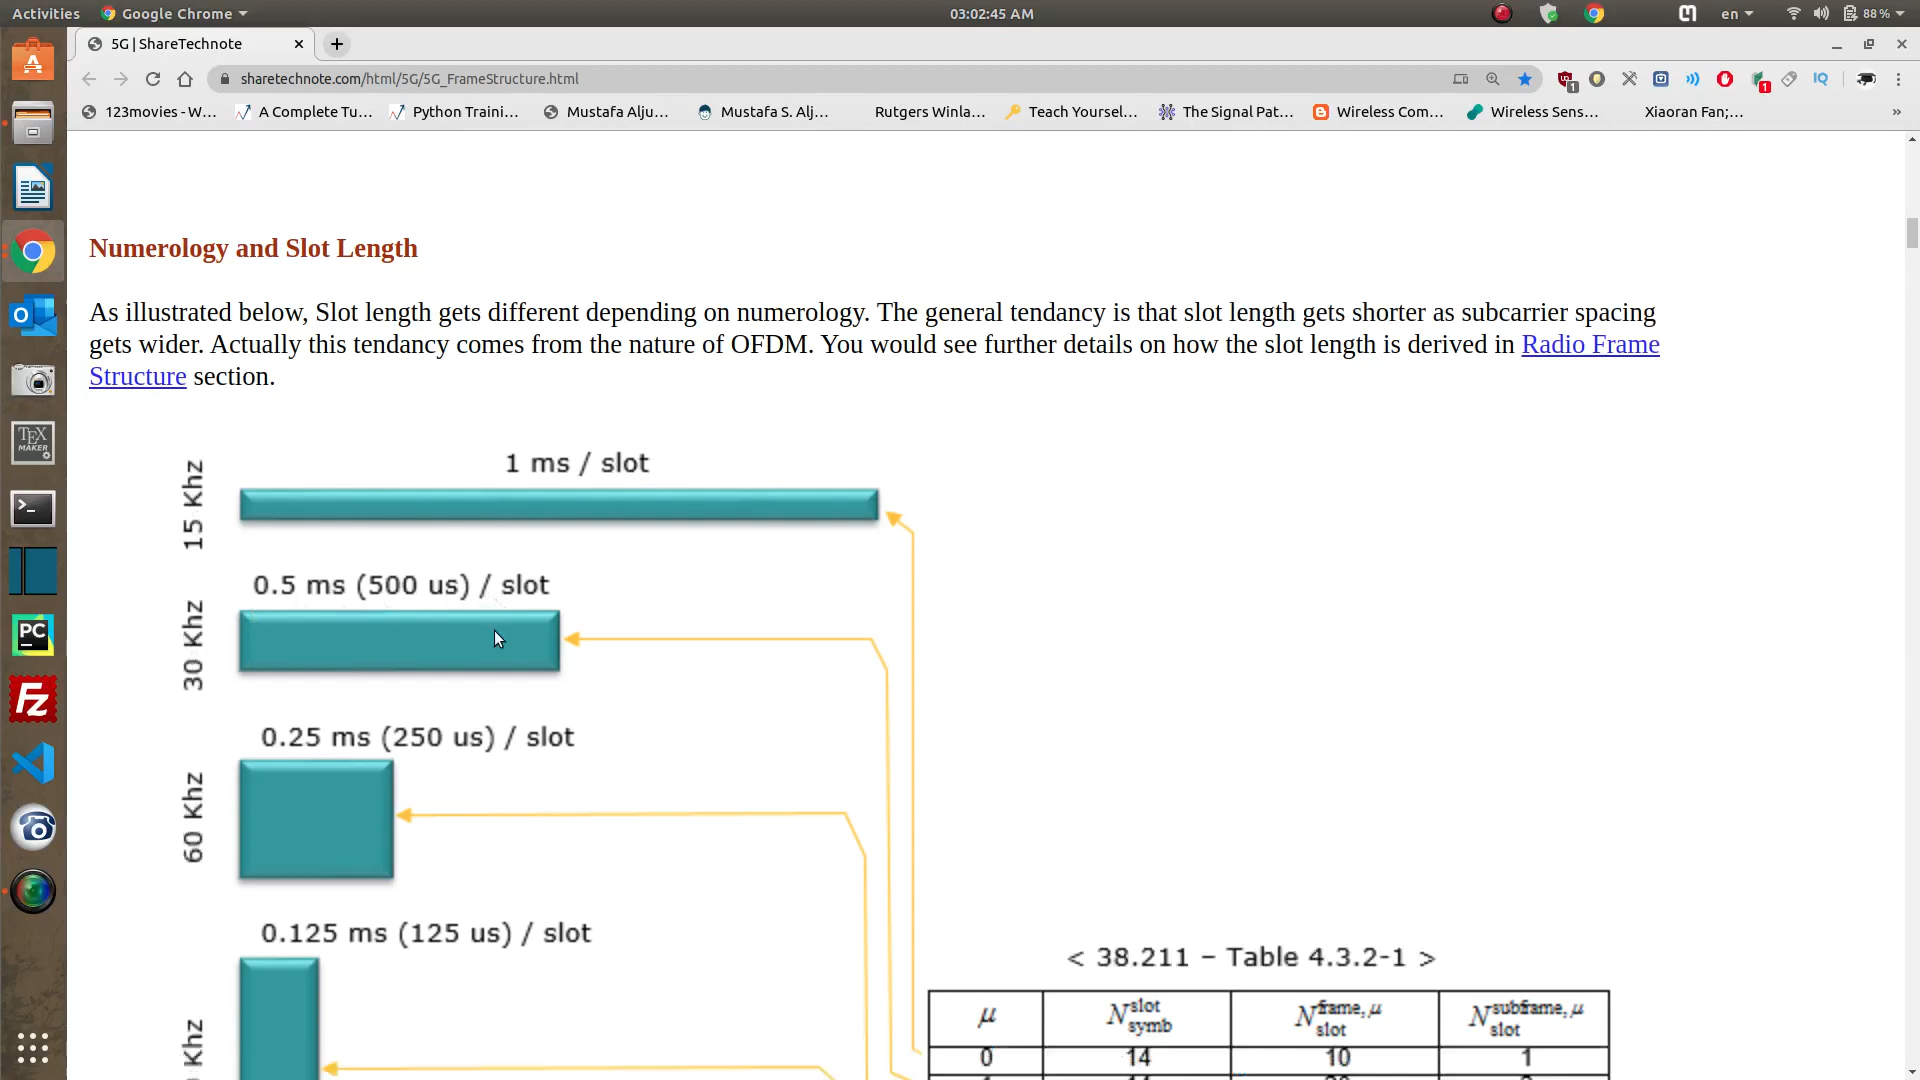 Activities
Google Chrome
03:02:45 AM
en
88 %
5G | ShareTechnote
sharetechnote.com/html/5G/5G_FrameStructure.html
1
1
IQ
123movies - W...
A Complete Tu...
Python Traini...
Mustafa Alju...
Mustafa S. Alj...
Rutgers Winla...
Teach Yoursel...
The Signal Pat...
Wireless Com...
Wireless Sens...
Xiaoran Fan;...
»
Numerology and Slot Length
As illustrated below, Slot length gets different depending on numerology. The general tendancy is that slot length gets shorter as subcarrier spacing
gets wider. Actually this tendancy comes from the nature of OFDM. You would see further details on how the slot length is derived in Radio Frame
Structure section.
1 ms / slot
15 Khz
0.5 ms (500 us) / slot
30 Khz
0.25 ms (250 us) / slot
60 Khz
0.125 ms (125 us) / slot
Khz
< 38.211 – Table 4.3.2-1 >
μ
N slot symb
N frame, μ slot
N subframe, μ slot
0 14 10 1
TEX
MAKER
PC
FZ